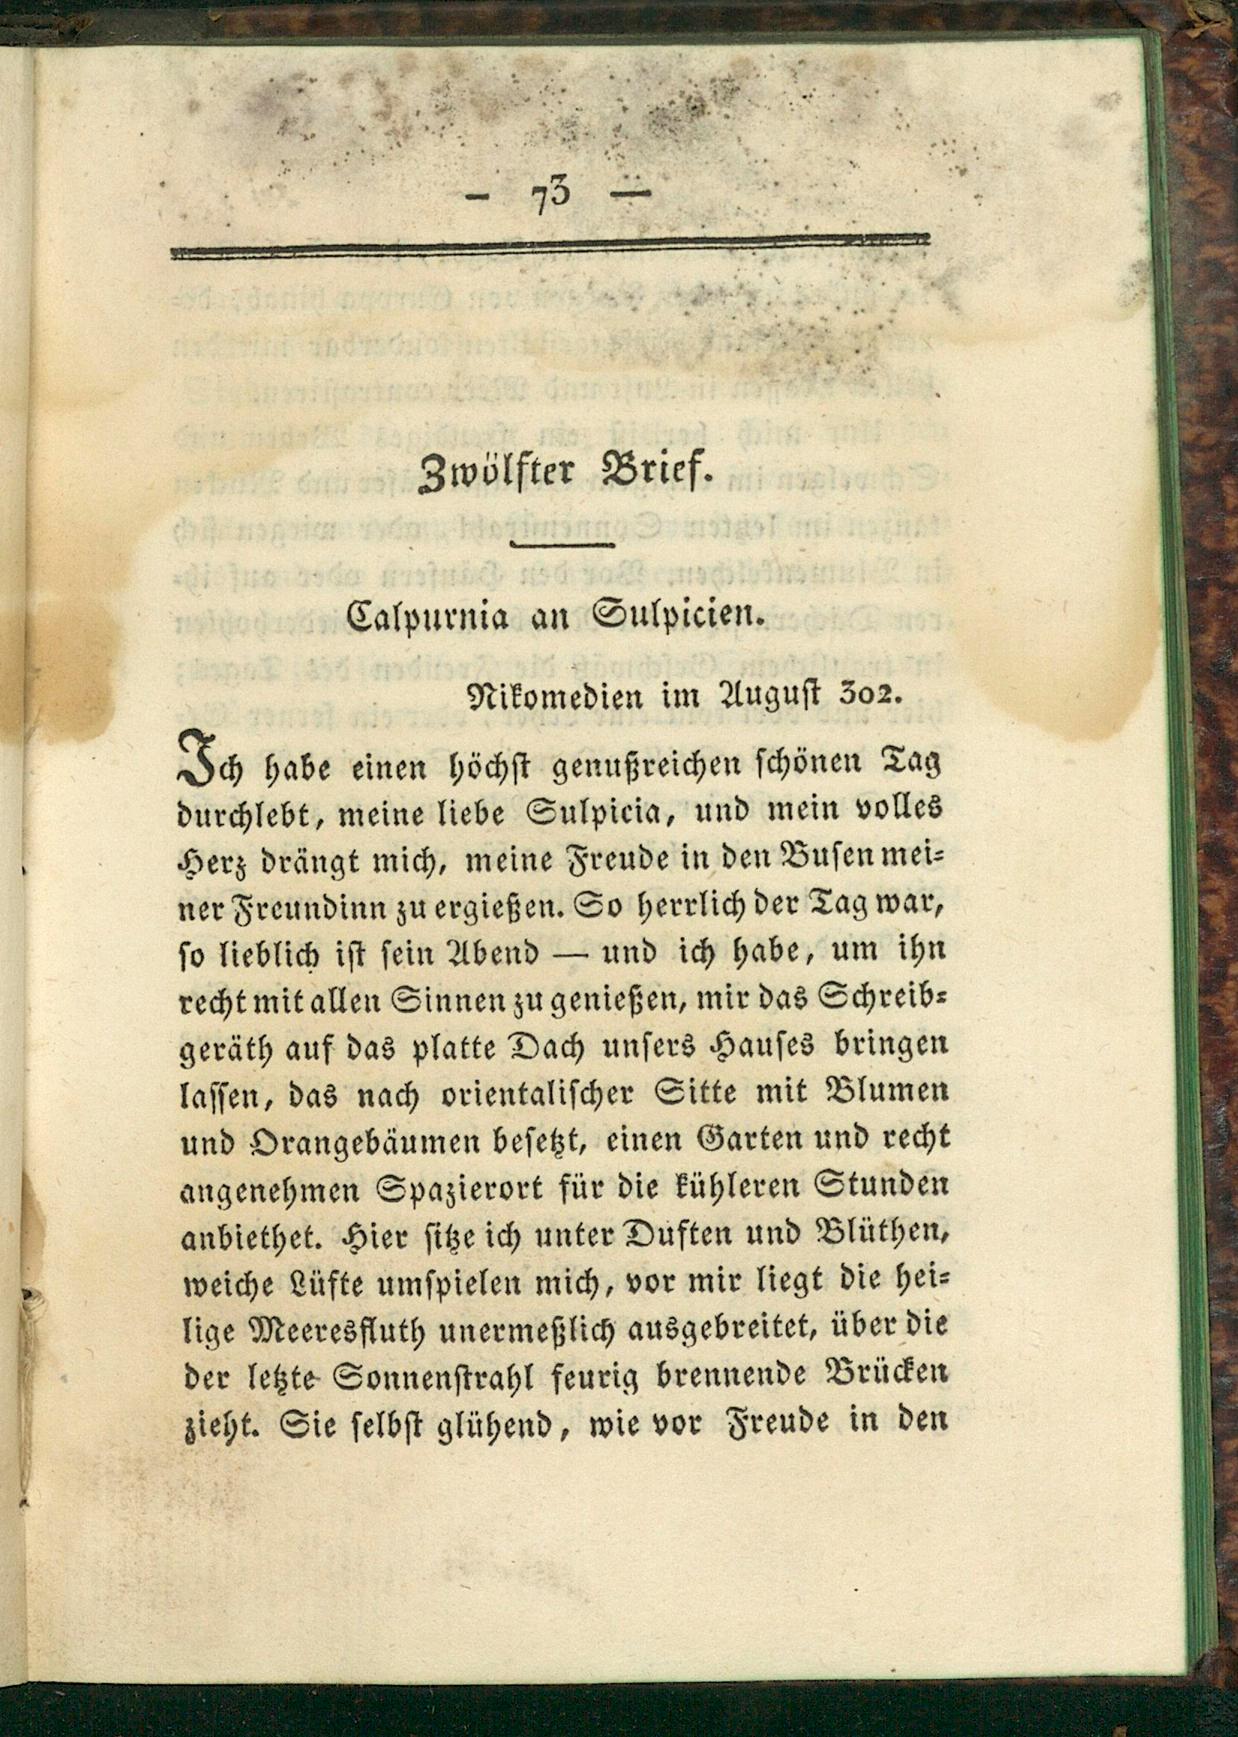 — 73 —
Zwölfter Brief.
Calpurnia an Sulpicien.
Nikomedien im August 302.
Ich habe einen höchst genußreichen schönen Tag
durchlebt, meine liebe Sulpicia, und mein volles
Herz drängt mich, meine Freude in den Busen mei-
ner Freundinn zu ergießen. So herrlich der Tag war,
so lieblich ist sein Abend — und ich habe, um ihn
recht mit allen Sinnen zu genießen, mir das Schreib-
geräth auf das platte Dach unsers Hauses bringen
lassen, das nach orientalischer Sitte mit Blumen
und Orangebäumen besetzt, einen Garten und recht
angenehmen Spazierort für die kühleren Stunden
anbiethet. Hier sitze ich unter Duften und Blüthen,
weiche Lüfte umspielen mich, vor mir liegt die hei-
lige Meeresfluth unermeßlich ausgebreitet, über die
der letzte Sonnenstrahl feurig brennende Brücken
zieht. Sie selbst glühend, wie vor Freude in den